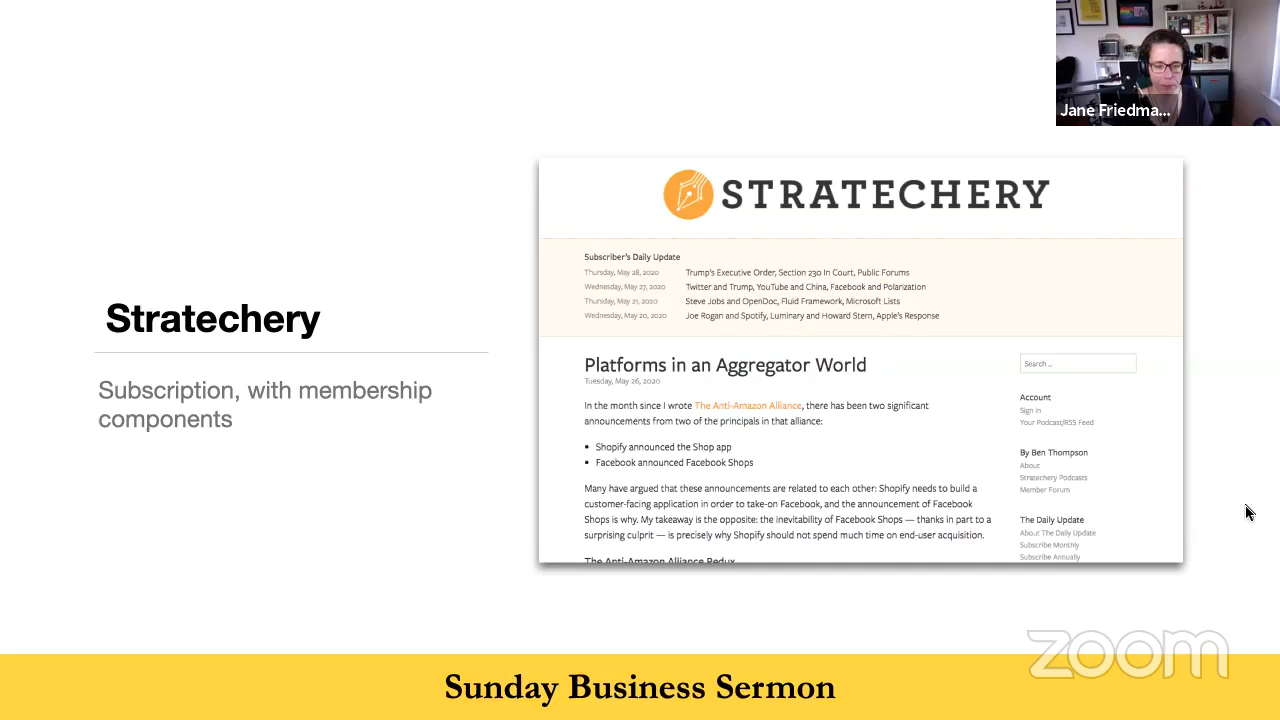 Jane Friedma...
STRATECHERY
Subscriber's Daily Update
Thursday, May 28, 2020 Trump's Executive Order, Section 230 In Court, Public Forums
Wednesday, May 27, 2020 Twitter and Trump, YouTube and China, Facebook and Polarization
Thursday, May 21, 2020 Steve Jobs and OpenDoc, Fluid Framework, Microsoft Lists
Wednesday, May 20, 2020 Joe Rogan and Spotify, Luminary and Howard Stern, Apple's Response
Stratechery
Subscription, with membership
components
Platforms in an Aggregator World
Tuesday, May 26, 2020
In the month since I wrote The Anti-Amazon Alliance, there has been two significant
announcements from two of the principals in that alliance:
• Shopify announced the Shop app
• Facebook announced Facebook Shops
Many have argued that these announcements are related to each other: Shopify needs to build a
customer-facing application in order to take-on Facebook, and the announcement of Facebook
Shops is why. My takeaway is the opposite: the inevitability of Facebook Shops — thanks in part to a
surprising culprit — is precisely why Shopify should not spend much time on end-user acquisition.
The Anti-Amazon Alliance Redux
Search ...
Account
Sign in
Your Podcast/RSS Feed
By Ben Thompson
About
Stratechery Podcasts
Member Forum
The Daily Update
About The Daily Update
Subscribe Monthly
Subscribe Annually
zoom
Sunday Business Sermon